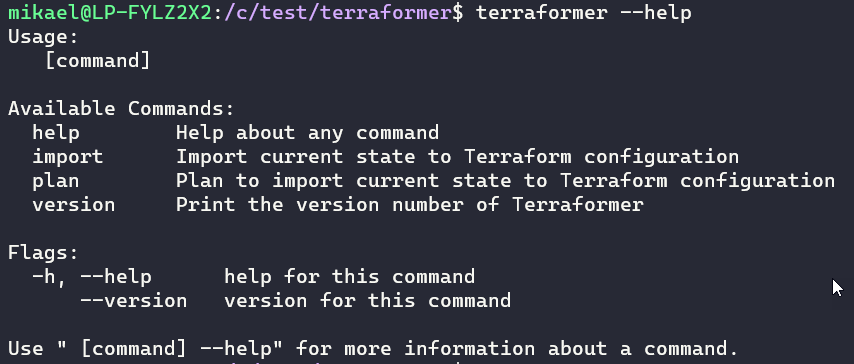 mikael@LP-FYLZ2X2:/c/test/terraformer$ terraformer --help
Usage:
   [command]

Available Commands:
  help        Help about any command
  import      Import current state to Terraform configuration
  plan        Plan to import current state to Terraform configuration
  version     Print the version number of Terraformer

Flags:
  -h, --help      help for this command
      --version   version for this command

Use " [command] --help" for more information about a command.